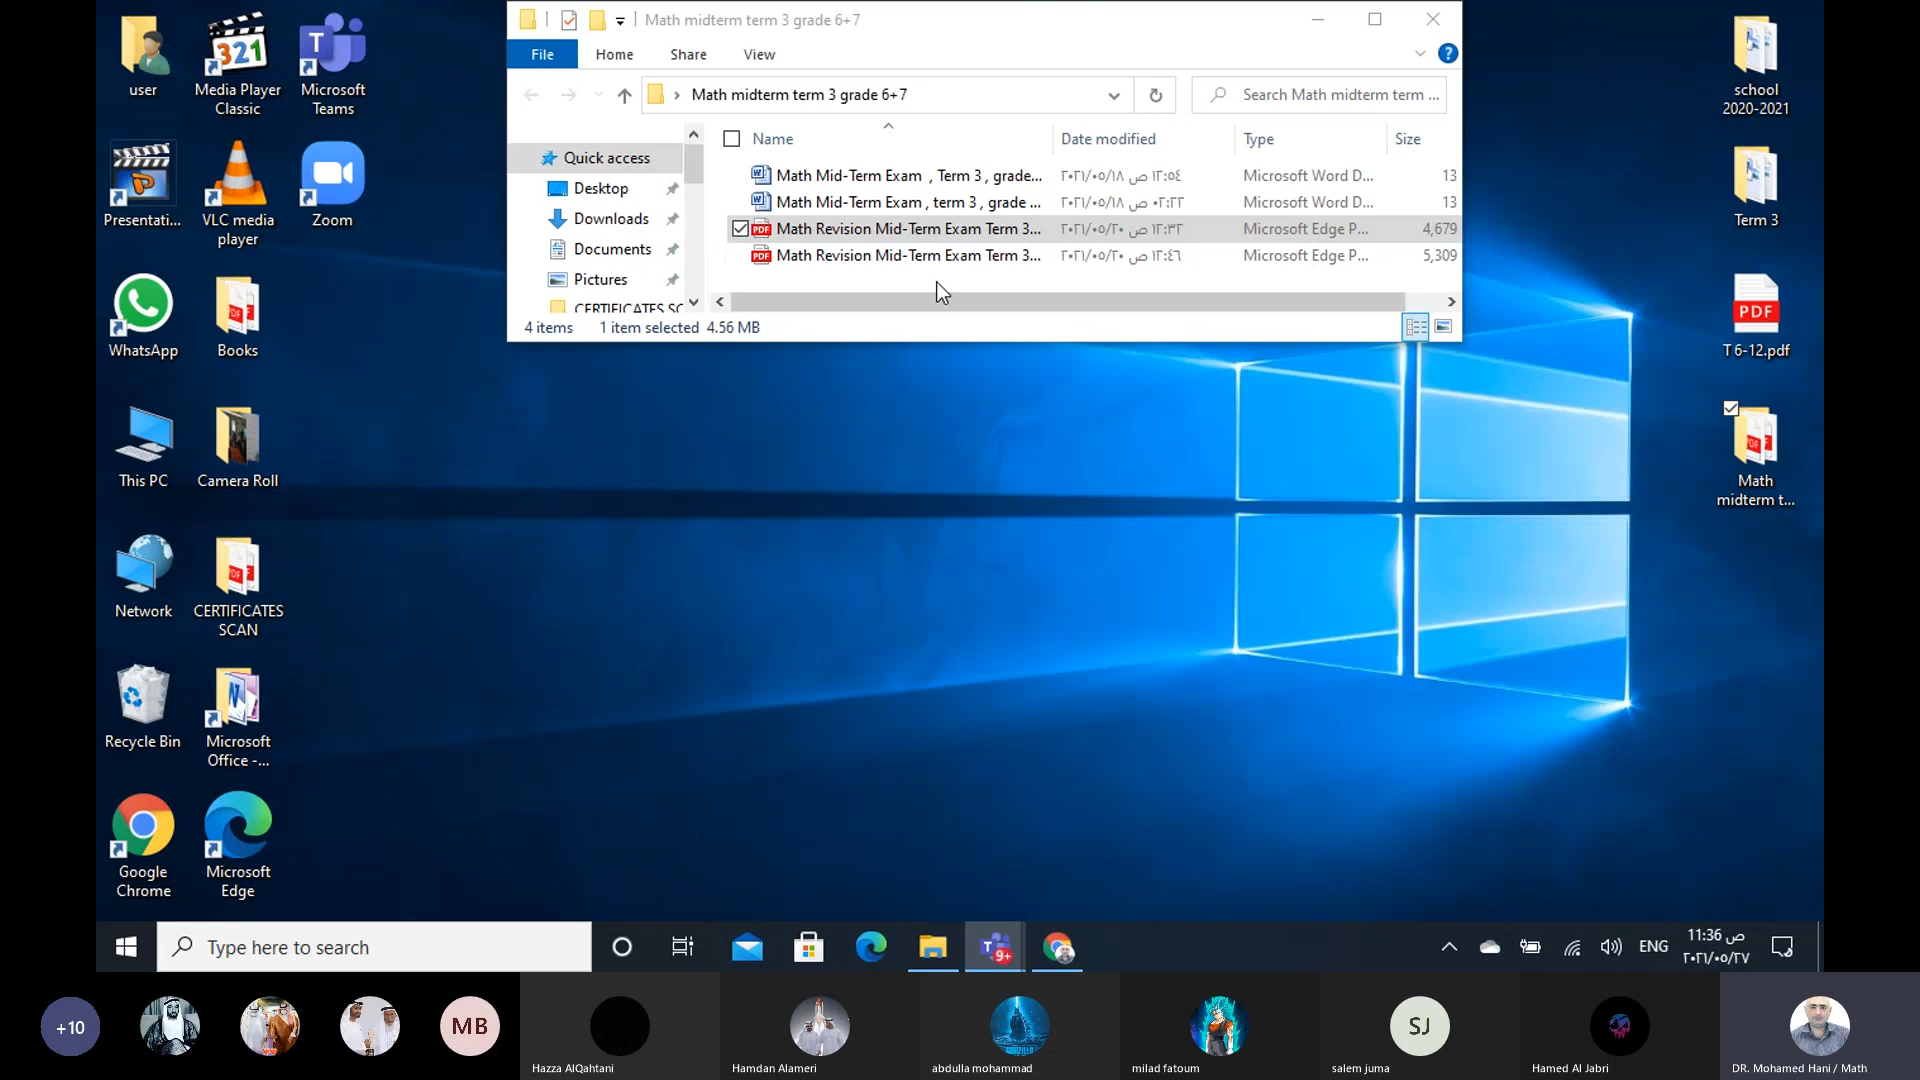 Math midterm term 3 grade 6+7
File
Home
Share
View
Math midterm term 3 grade 6+7
Search Math midterm term ...
Name
Date modified
Type
Size
Quick access
Desktop
Downloads
Documents
Pictures
CERTIFICATES SC
Math Mid-Term Exam , Term 3 , grade...
٢٠٢١/٠٥/١٨ ص ١٢:٥٤
Microsoft Word D...
13
Math Mid-Term Exam , term 3 , grade ...
٢٠٢١/٠٥/١٨ ص ٠٢:٢٢
Microsoft Word D...
13
PDF
Math Revision Mid-Term Exam Term 3...
٢٠٢١/٠٥/٢٠ ص ١٢:٣٢
Microsoft Edge P...
4,679
PDF
Math Revision Mid-Term Exam Term 3...
٢٠٢١/٠٥/٢٠ ص ١٢:٤٦
Microsoft Edge P...
5,309
4 items
1 item selected 4.56 MB
user
321
Media Player
Classic
Microsoft
Teams
Presentati...
VLC media
player
zoom
Zoom
WhatsApp
Books
This PC
Camera Roll
Network
CERTIFICATES
SCAN
Recycle Bin
Microsoft
Office -...
Google
Chrome
Microsoft
Edge
school
2020-2021
Term 3
PDF
T 6-12.pdf
Math
midterm t...
Type here to search
9+
ENG
11:36 ص
٢٠٢١/٠٥/٢٧
+10
MB
Hazza AlQahtani
Hamdan Alameri
abdulla mohammad
milad fatoum
SJ
salem juma
Hamed Al Jabri
DR. Mohamed Hani / Math